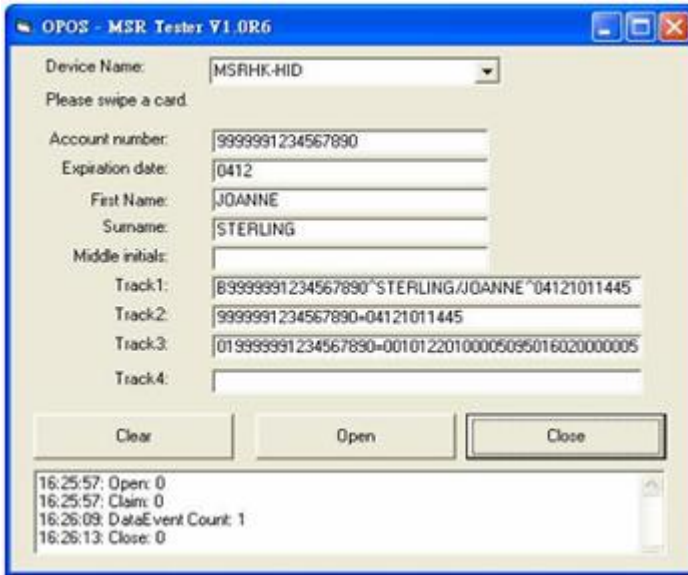 OPOS - MSR Tester V1.0R6
Device Name: MSRHK-HID
Please swipe a card.
Account number: 9999991234567890
Expiration date: 0412
First Name: JOANNE
Surname: STERLING
Middle initials:
Track1: B9999991234567890^STERLING/JOANNE^04121011445
Track2: 9999991234567890=04121011445
Track3: 019999991234567890=00101220100005095016020000005
Track4:
Clear Open Close
16:25:57: Open: 0
16:25:57: Claim: 0
16:26:09: DataEvent Count: 1
16:26:13: Close: 0